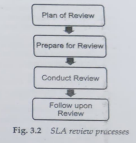 Plan of Review
Prepare for Review
Conduct Review
Follow upon
Review
Fig. 3.2 SLA review processes